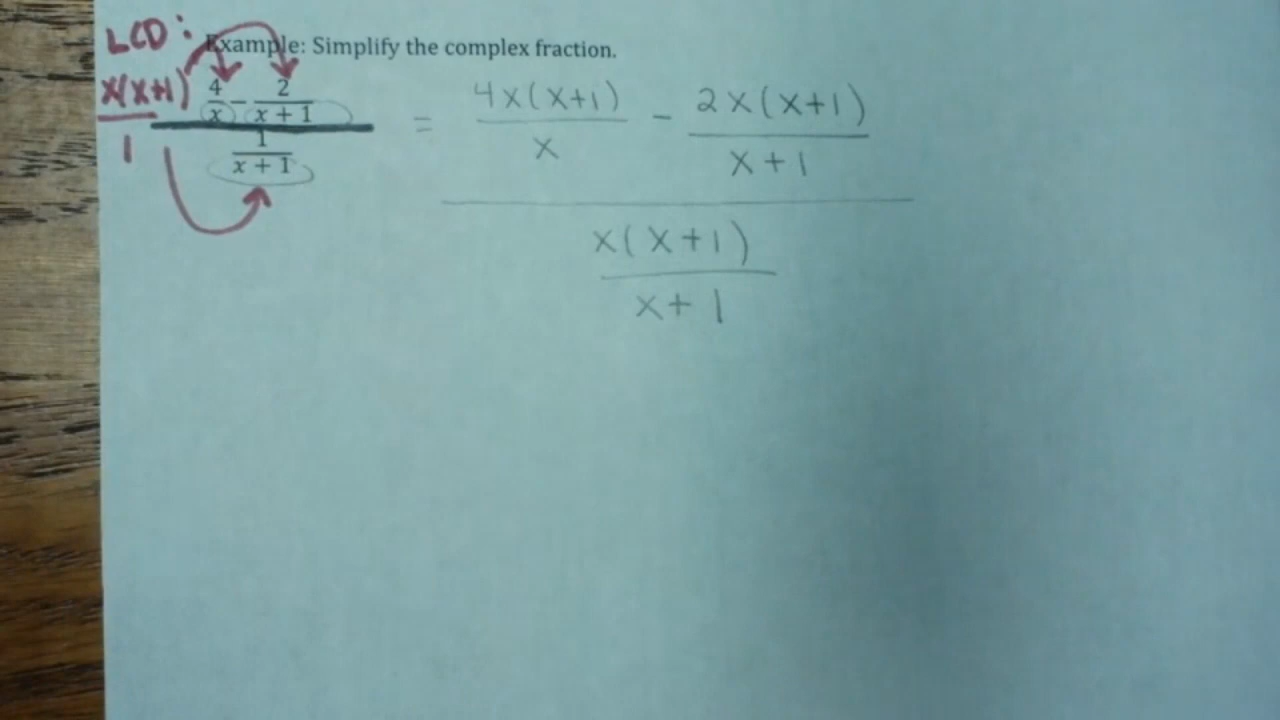 LCD:
Example: Simplify the complex fraction.
x(x+1)
1
4/x − 2/(x + 1)
1/(x + 1)
= 4x(x+1)/x − 2x(x+1)/(x+1)
x(x+1)/(x+1)